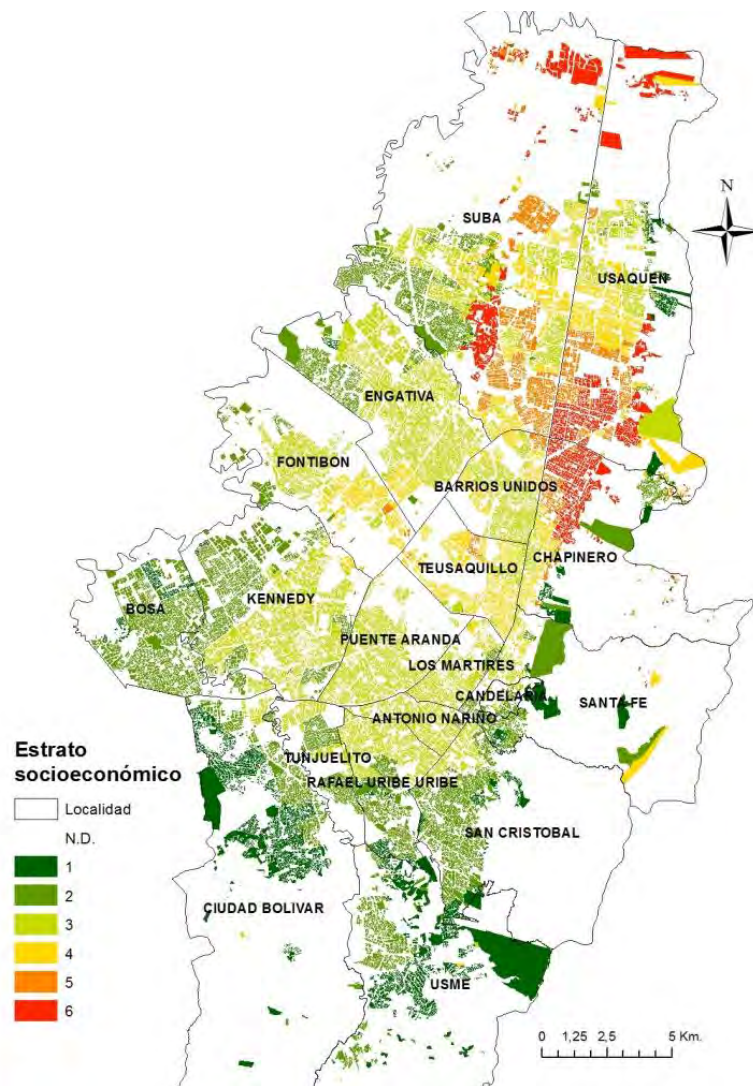 N
SUBA
USAQUEN
ENGATIVA
FONTIBON
BARRIOS UNIDOS
CHAPINERO
TEUSAQUILLO
KENNEDY
BOSA
PUENTE ARANDA
LOS MARTIRES
CANDELARIA
SANTA FE
ANTONIO NARIÑO
TUNJUELITO
RAFAEL URIBE URIBE
SAN CRISTOBAL
CIUDAD BOLIVAR
USME
Estrato
socioeconómico
Localidad
N.D.
1
2
3
4
5
6
0 1,25 2,5 5 Km.